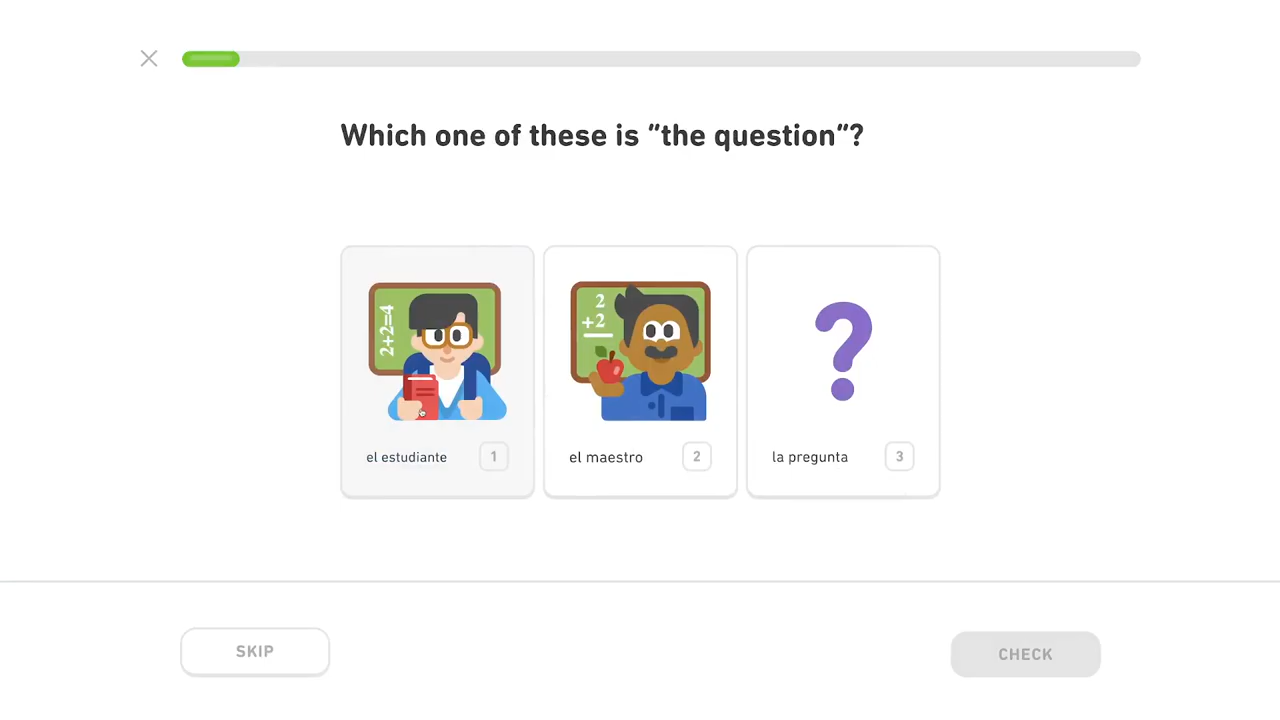 Which one of these is “the question”?
2+2=4
2
+2
el estudiante 1
el maestro 2
la pregunta 3
SKIP
CHECK